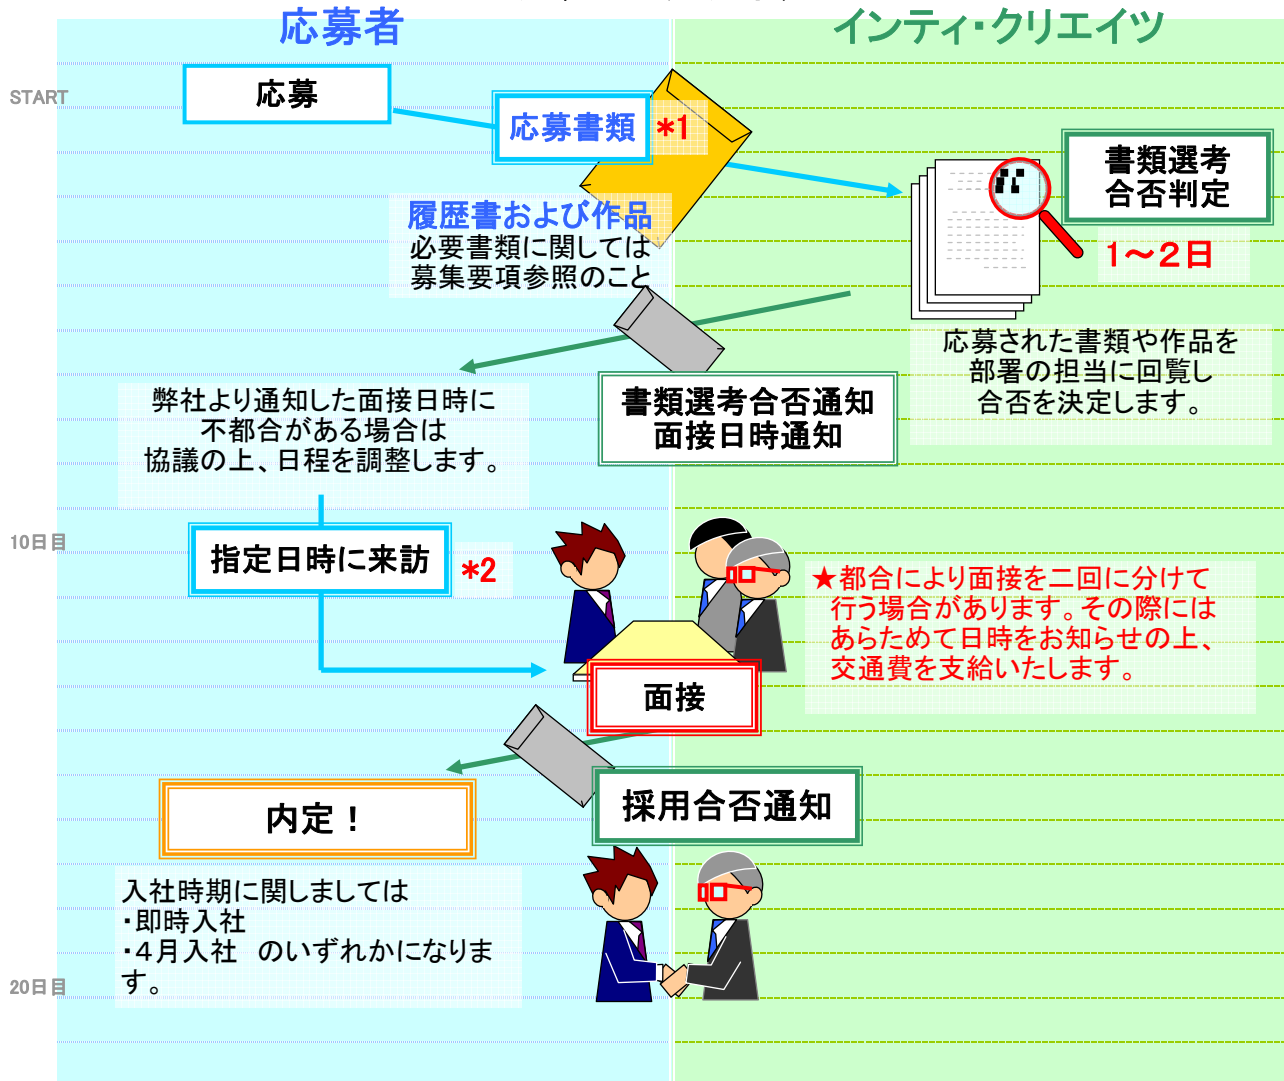 応募者
インティ・クリエイツ
START
応募
応募書類
*1
書類選考
合否判定
1～2日
履歴書および作品
必要書類に関しては
募集要項参照のこと
応募された書類や作品を
部署の担当に回覧し
合否を決定します。
書類選考合否通知
面接日時通知
弊社より通知した面接日時に
不都合がある場合は
協議の上、日程を調整します。
10日目
指定日時に来訪
*2
★都合により面接を二回に分けて
行う場合があります。その際には
あらためて日時をお知らせの上、
交通費を支給いたします。
面接
採用合否通知
内定！
入社時期に関しましては
・即時入社
・4月入社　のいずれかになりま
す。
20日目